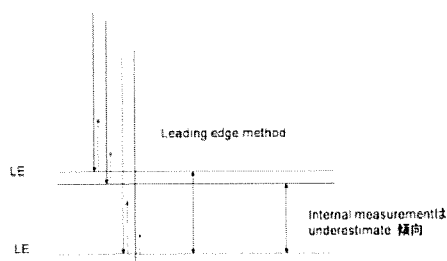 Leading edge method
LE
Internal measurementは
underestimate 傾向
LE